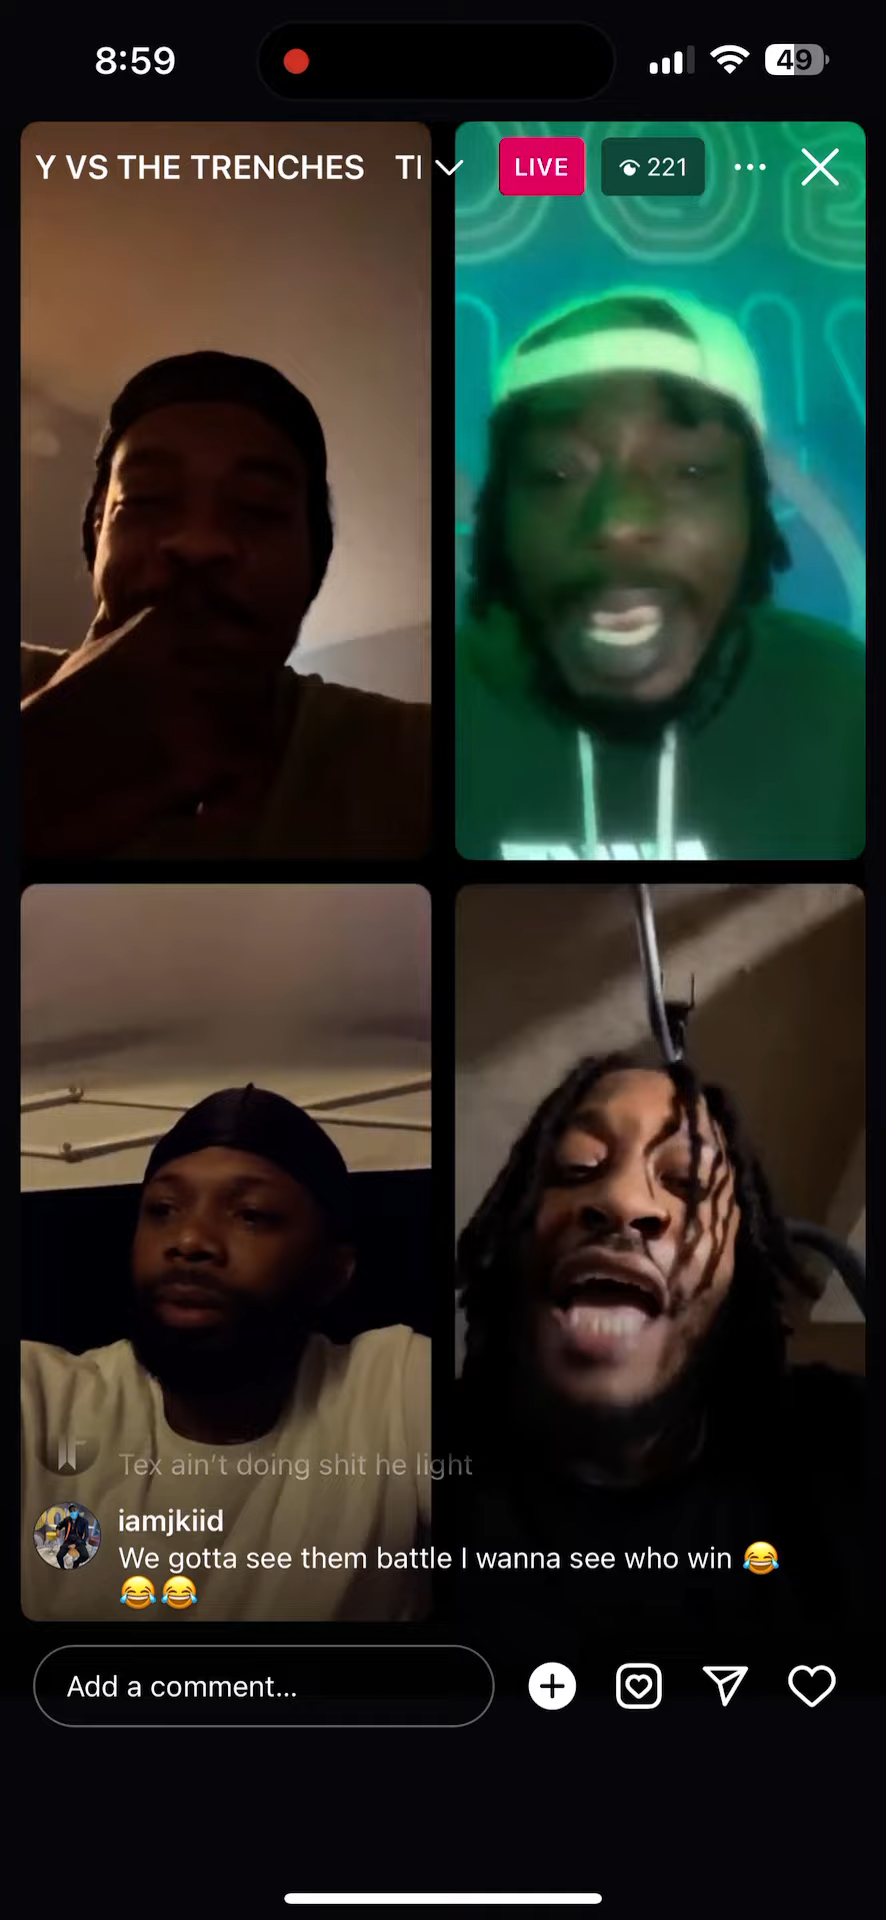 8:59
49
Y VS THE TRENCHES TI
LIVE
221
Tex ain't doing shit he light
iamjkiid
We gotta see them battle I wanna see who win 😂
😂😂
Add a comment...